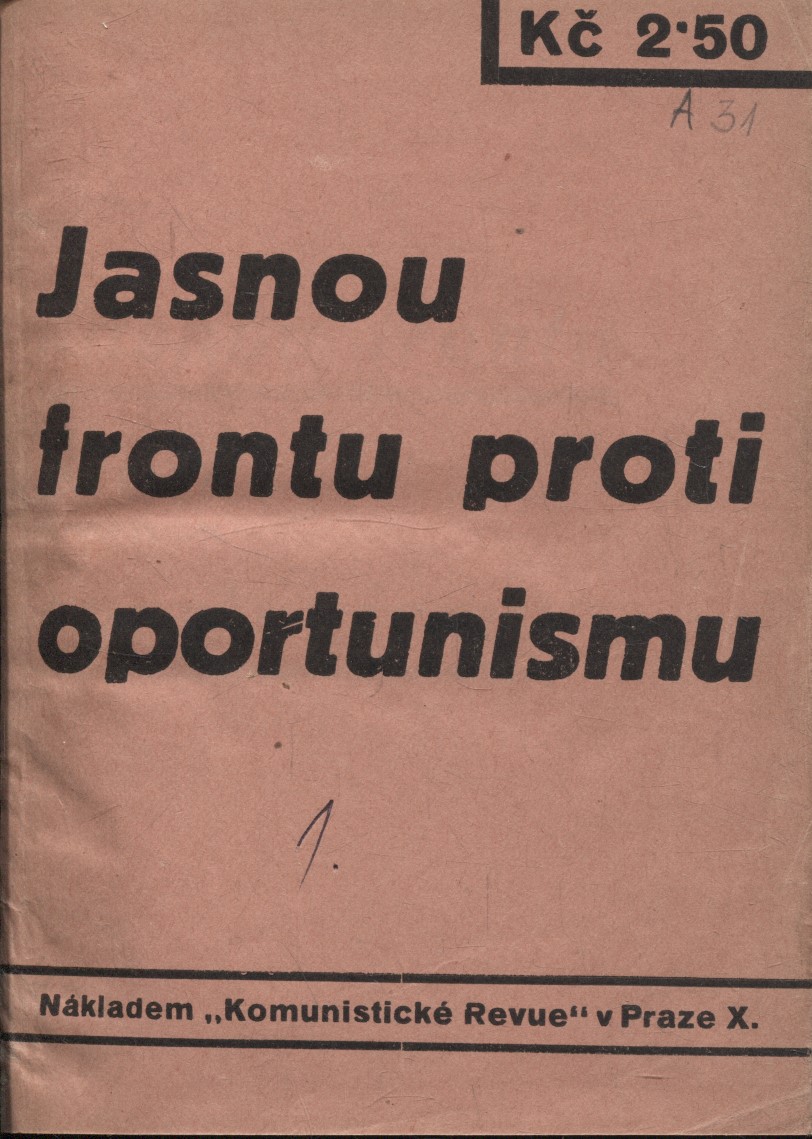 Kč 2·50
A 31
Jasnou
frontu proti
oportunismu
1.
Nákladem „Komunistické Revue“ v Praze X.